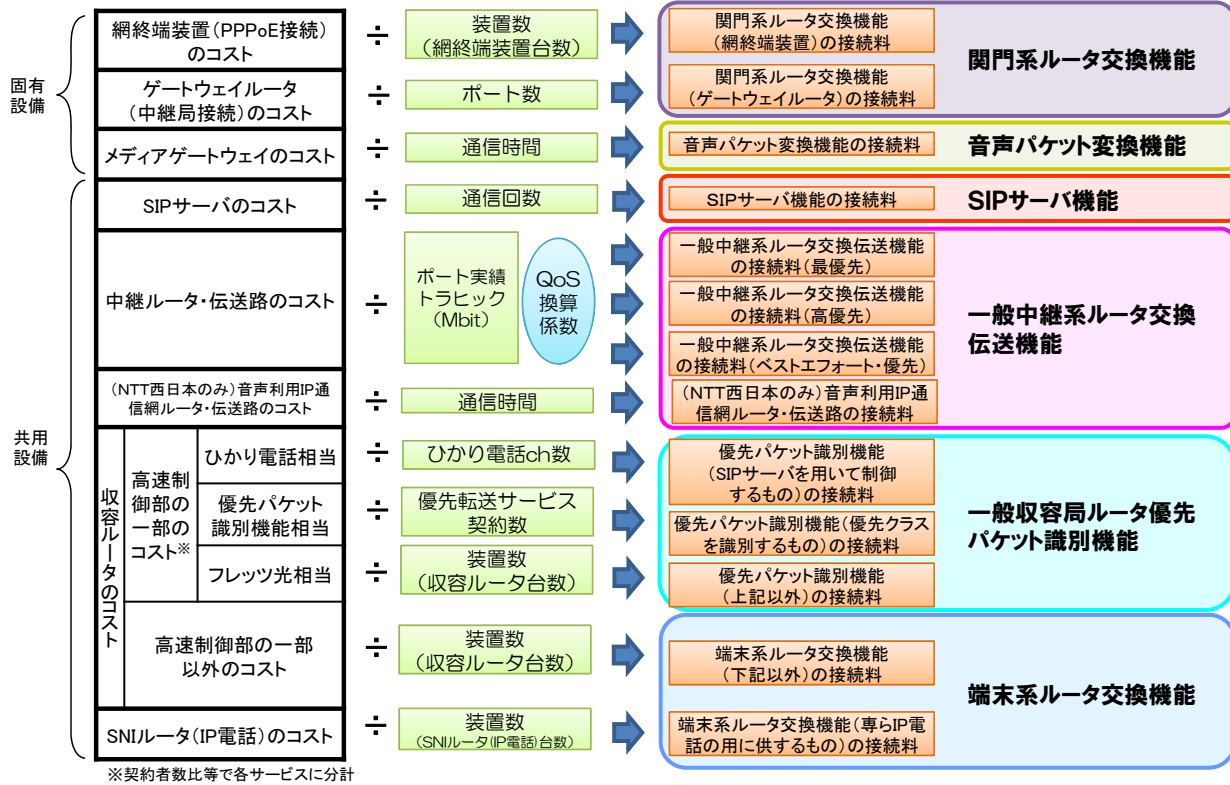 固有
設備
網終端装置(PPPoE接続)
のコスト
÷
装置数
(網終端装置台数)
関門系ルータ交換機能
(網終端装置)の接続料
関門系ルータ交換機能
ゲートウェイルータ
(中継局接続)のコスト
÷
ポート数
関門系ルータ交換機能
(ゲートウェイルータ)の接続料
メディアゲートウェイのコスト
÷
通信時間
音声パケット変換機能の接続料
音声パケット変換機能
共用
設備
SIPサーバのコスト
÷
通信回数
SIPサーバ機能の接続料
SIPサーバ機能
中継ルータ・伝送路のコスト
÷
ポート実績
トラヒック
(Mbit)
QoS
換算
係数
一般中継系ルータ交換伝送機能
の接続料(最優先)
一般中継系ルータ交換伝送機能
の接続料(高優先)
一般中継系ルータ交換伝送機能
の接続料(ベストエフォート・優先)
一般中継系ルータ交換
伝送機能
(NTT西日本のみ)音声利用IP通
信網ルータ・伝送路のコスト
÷
通信時間
(NTT西日本のみ)音声利用IP通
信網ルータ・伝送路の接続料
収容ルータのコスト
高速制
御部の
一部の
コスト※
ひかり電話相当
÷
ひかり電話ch数
優先パケット識別機能
(SIPサーバを用いて制御
するもの)の接続料
一般収容局ルータ優先
パケット識別機能
優先パケット
識別機能相当
÷
優先転送サービス
契約数
優先パケット識別機能(優先クラス
を識別するもの)の接続料
フレッツ光相当
÷
装置数
(収容ルータ台数)
優先パケット識別機能
(上記以外)の接続料
高速制御部の一部
以外のコスト
÷
装置数
(収容ルータ台数)
端末系ルータ交換機能
(下記以外)の接続料
端末系ルータ交換機能
SNIルータ(IP電話)のコスト
÷
装置数
(SNIルータ(IP電話)台数)
端末系ルータ交換機能(専らIP電
話の用に供するもの)の接続料
※契約者数比等で各サービスに分計